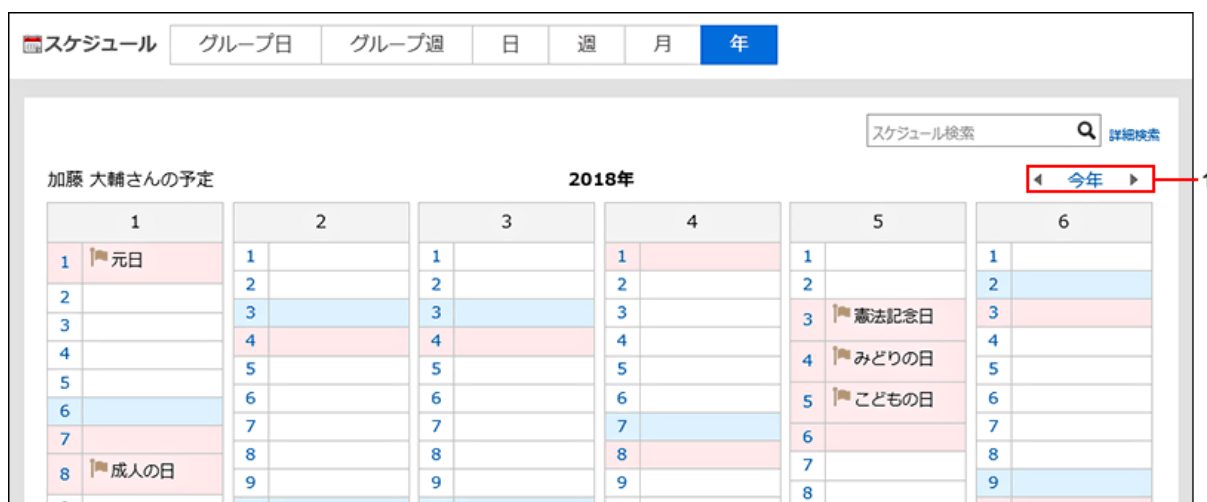 スケジュール グループ日 グループ週 日 週 月 年
スケジュール検索 詳細検索
加藤 大輔さんの予定 2018年 今年
1 2 3 4 5 6
1 元日 1 1 1 1 1
2 2 2 2 2 2
3 3 3 3 3 憲法記念日 3
4 4 4 4 4 みどりの日 4
5 5 5 5 5 こどもの日 5
6 6 6 6 6 6
7 7 7 7 7 7
8 成人の日 8 8 8 8 8
9 9 9 9